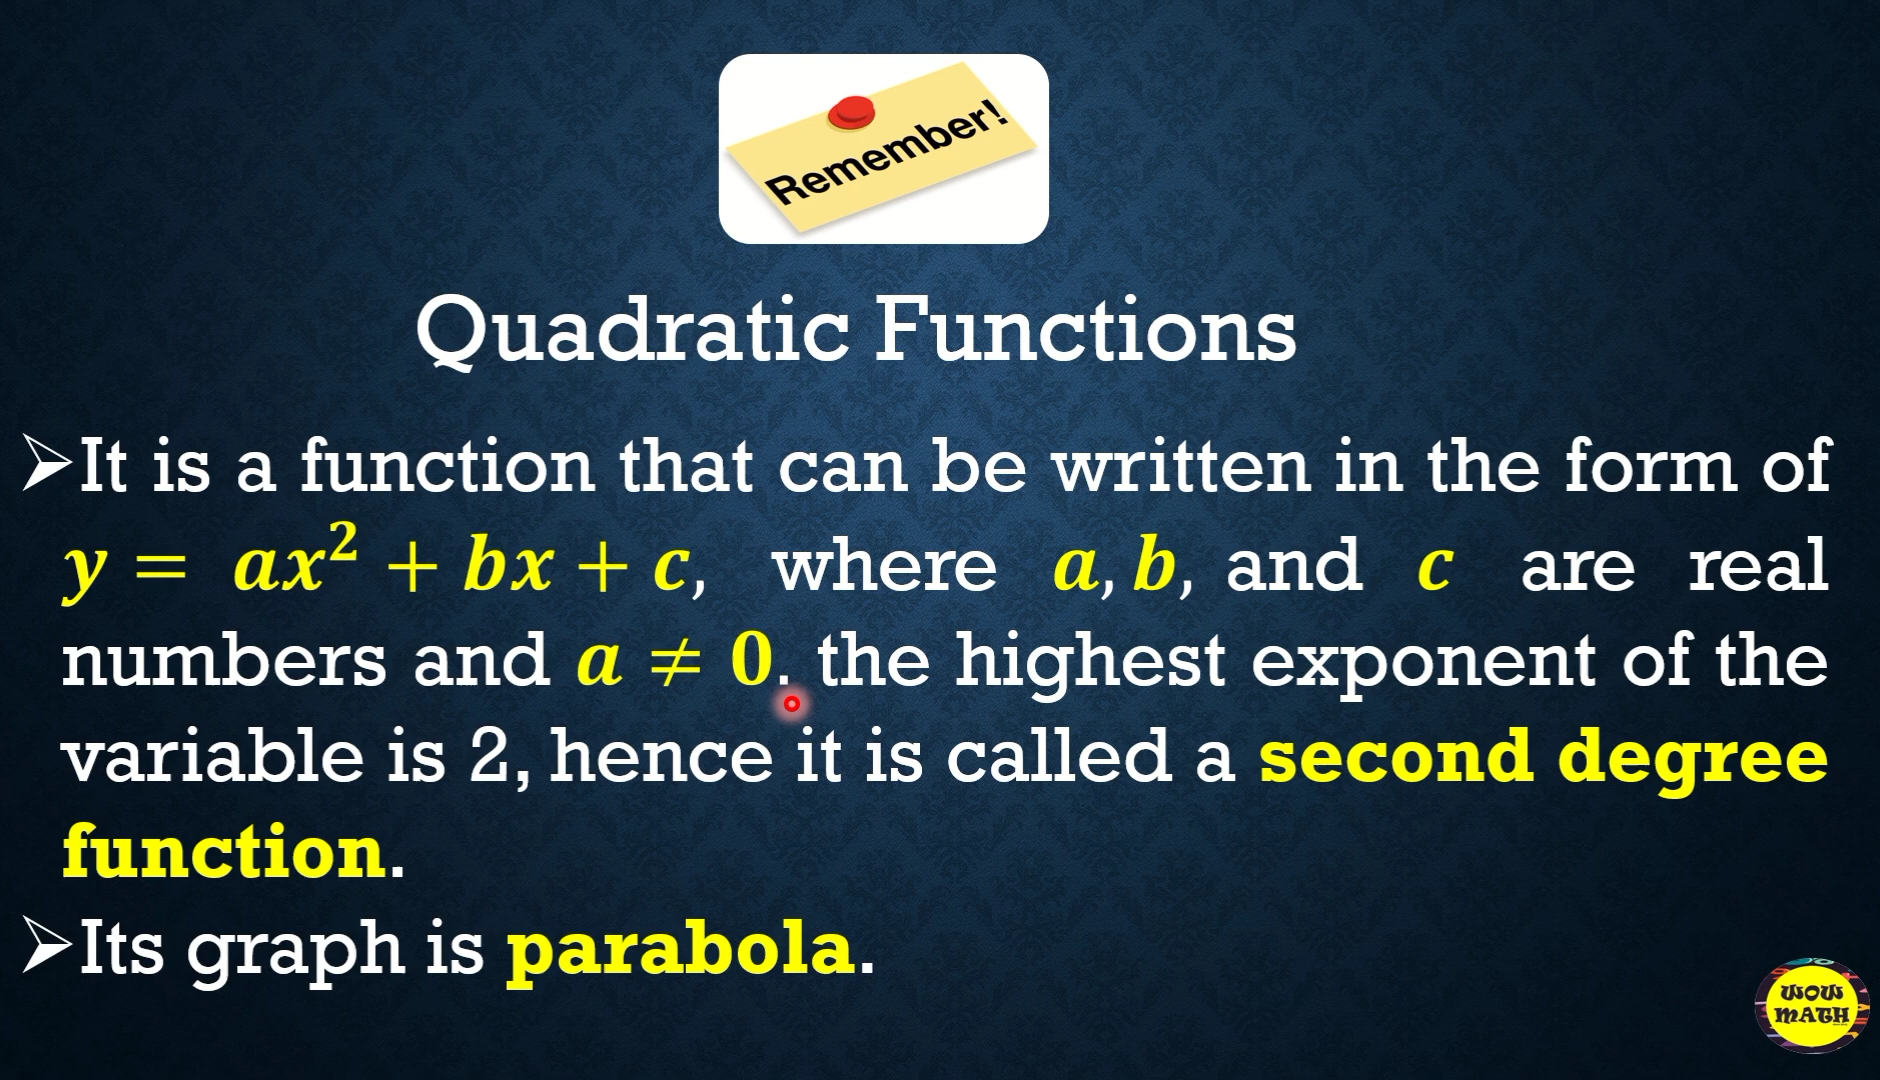 Remember!
Quadratic Functions
➢It is a function that can be written in the form of
y = ax² + bx + c, where a, b, and c are real
numbers and a ≠ 0. the highest exponent of the
variable is 2, hence it is called a second degree
function.
➢Its graph is parabola.
WOW
MATH